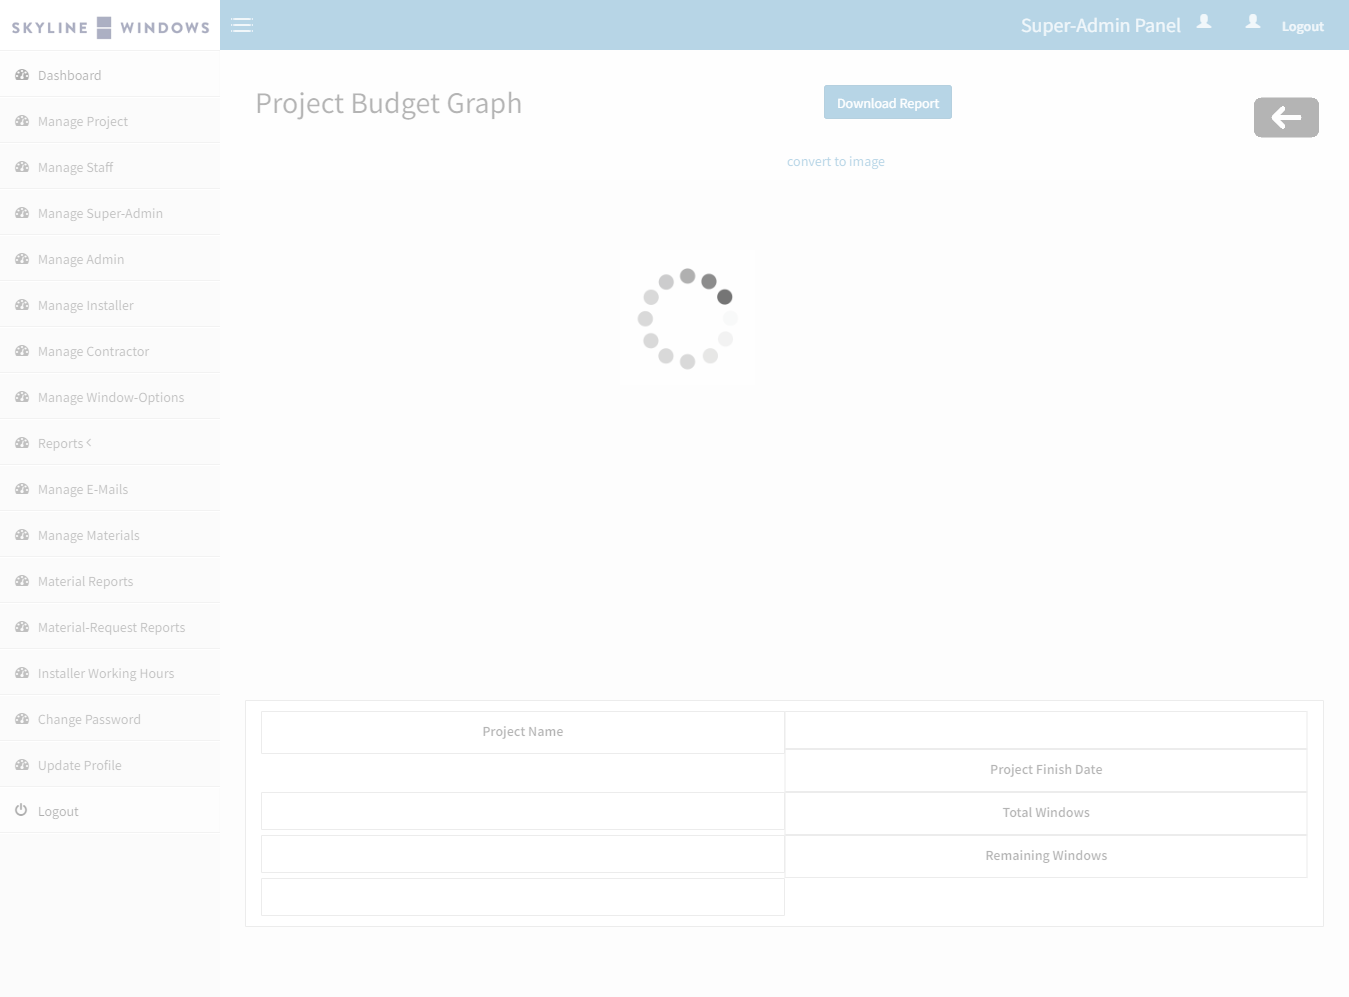 SKYLINE WINDOWS
Super-Admin Panel
Logout
Dashboard
Manage Project
Manage Staff
Manage Super-Admin
Manage Admin
Manage Installer
Manage Contractor
Manage Window-Options
Reports <
Manage E-Mails
Manage Materials
Material Reports
Material-Request Reports
Installer Working Hours
Change Password
Update Profile
Logout
Project Budget Graph
Download Report
convert to image
Project Name
Project Finish Date
Total Windows
Remaining Windows